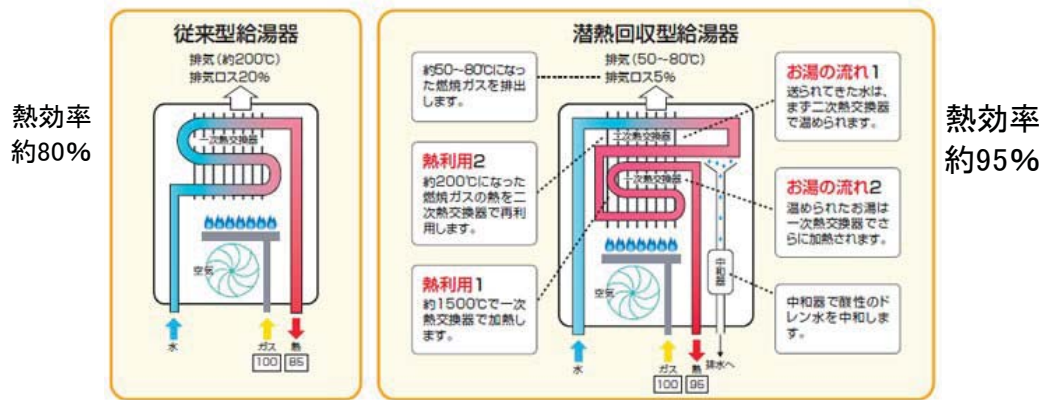 熱効率
約80%
従来型給湯器
排気(約200℃)
排気ロス20%
一次熱交換器
空気
水
ガス
熱
100
85
潜熱回収型給湯器
排気(50～80℃)
排気ロス5%
約50～80℃になっ
た燃焼ガスを排出
します。
熱利用2
約200℃になった
燃焼ガスの熱を二
次熱交換器で再利
用します。
熱利用1
約1500℃で一次
熱交換器で加熱し
ます。
二次熱交換器
一次熱交換器
空気
中和器
水
ガス
熱
排水へ
100
95
お湯の流れ1
送られてきた水は、
まず二次熱交換器
で温められます。
お湯の流れ2
温められたお湯は
一次熱交換器でさ
らに加熱されます。
中和器で酸性のド
レン水を中和しま
す。
熱効率
約95%